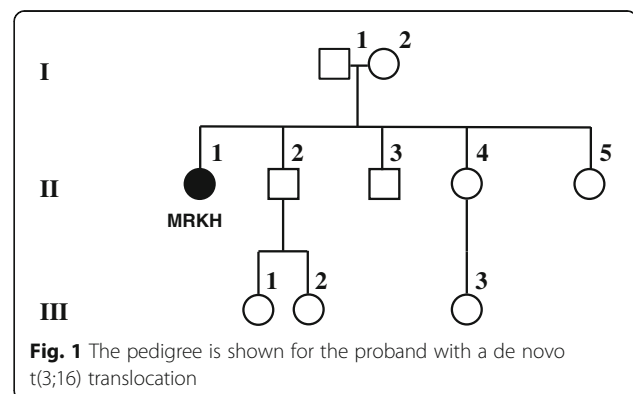 1 2
I
1 2 3 4 5
II
MRKH
1 2 3
III
Fig. 1 The pedigree is shown for the proband with a de novo
t(3;16) translocation